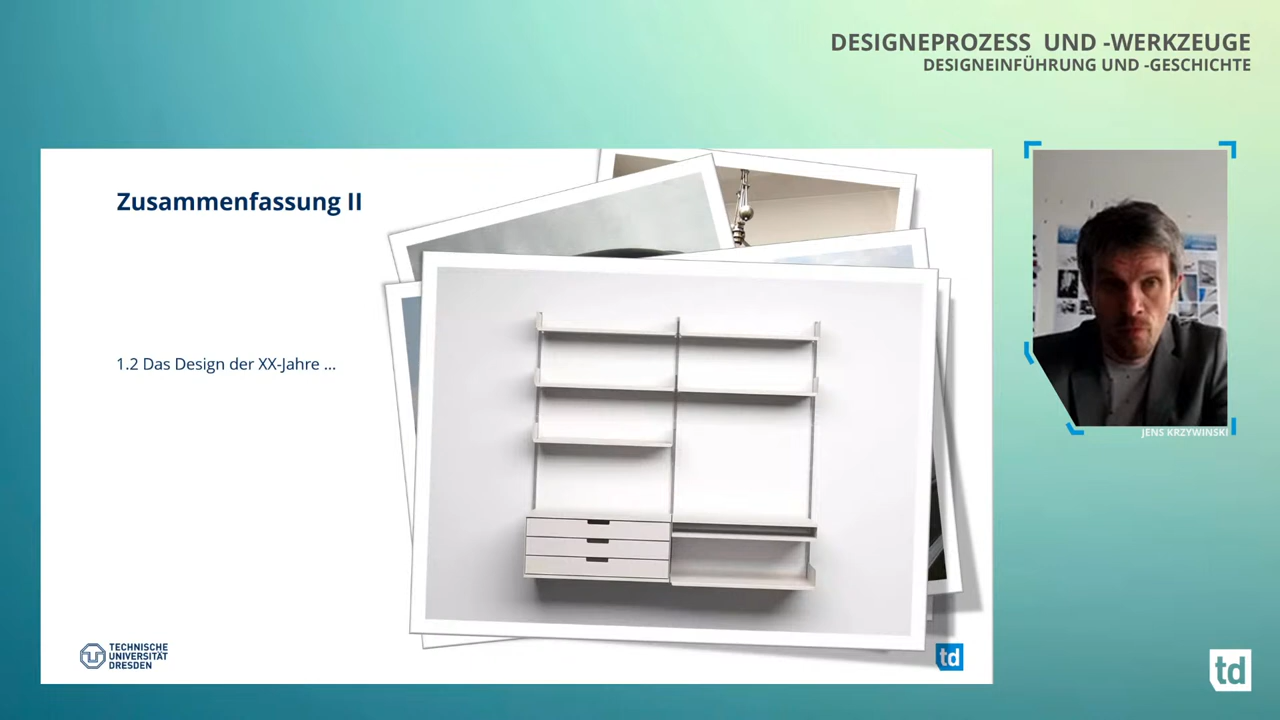 DESIGNEPROZESS UND -WERKZEUGE
DESIGNEINFÜHRUNG UND -GESCHICHTE
Zusammenfassung II
1.2 Das Design der XX-Jahre ...
JENS KRZYWINSKI
TECHNISCHE
UNIVERSITÄT
DRESDEN
td
td